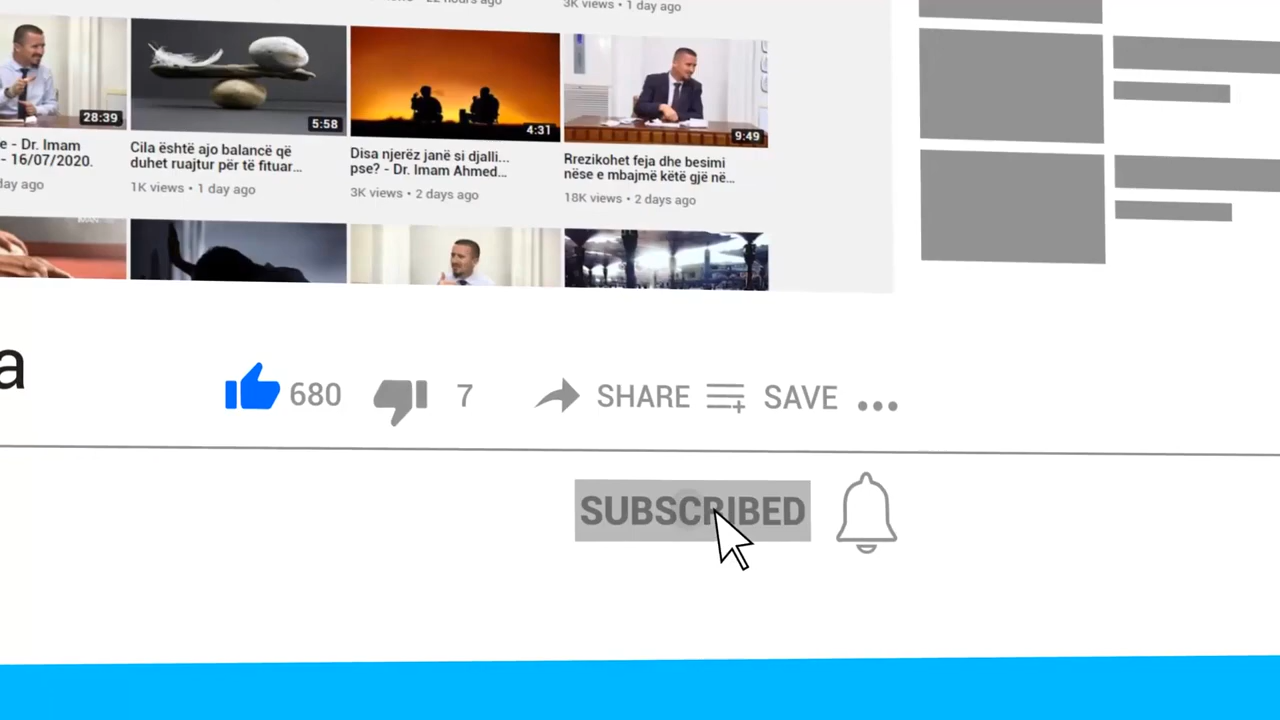 22 hours ago
3K views • 1 day ago
28:39
5:58
4:31
9:49
e - Dr. Imam
- 16/07/2020.
day ago
Cila është ajo balancë që
duhet ruajtur për të fituar...
1K views • 1 day ago
Disa njerëz janë si djalli...
pse? - Dr. Imam Ahmed...
3K views • 2 days ago
Rrezikohet feja dhe besimi
nëse e mbajmë këtë gjë në...
18K views • 2 days ago
a
680
7
SHARE
SAVE
SUBSCRIBED